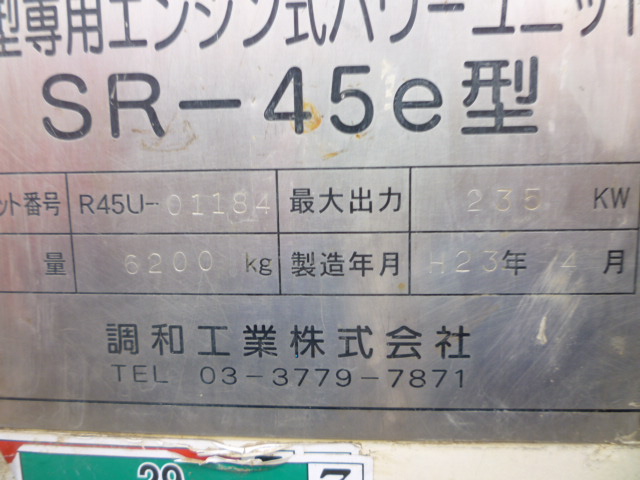 型専用エンジン式パワーユニット
SR-45e型
ット番号 R45U-01184 最大出力 235 KW
量 6200 kg 製造年月 H23年 4月
調和工業株式会社
TEL 03-3779-7871
29 7